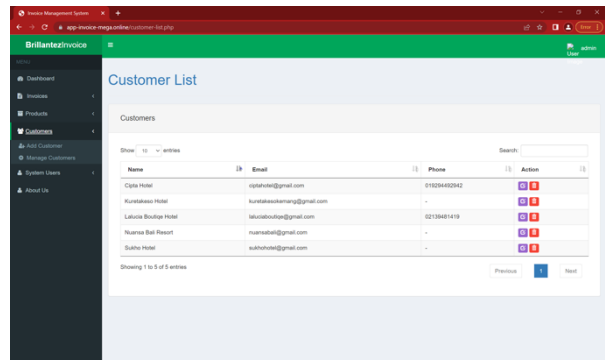 Invoice Management System
app-invoice-mega.online/customer-list.php
Error
BrillantezInvoice
User
admin
MENU
Dashboard
Customer List
Invoices
Products
Customers
Customers
Add Customer
Manage Customers
System Users
About Us
Show 10 entries
Search:
Name Email Phone Action
Cipta Hotel ciptahotel@gmail.com 019294492942
Kuretakeso Hotel kuretakesokemang@gmail.com -
Lalucia Boutiqe Hotel laluciaboutiqe@gmail.com 02139481419
Nuansa Bali Resort nuansabali@gmail.com -
Sukho Hotel sukhohotel@gmail.com -
Showing 1 to 5 of 5 entries
Previous 1 Next